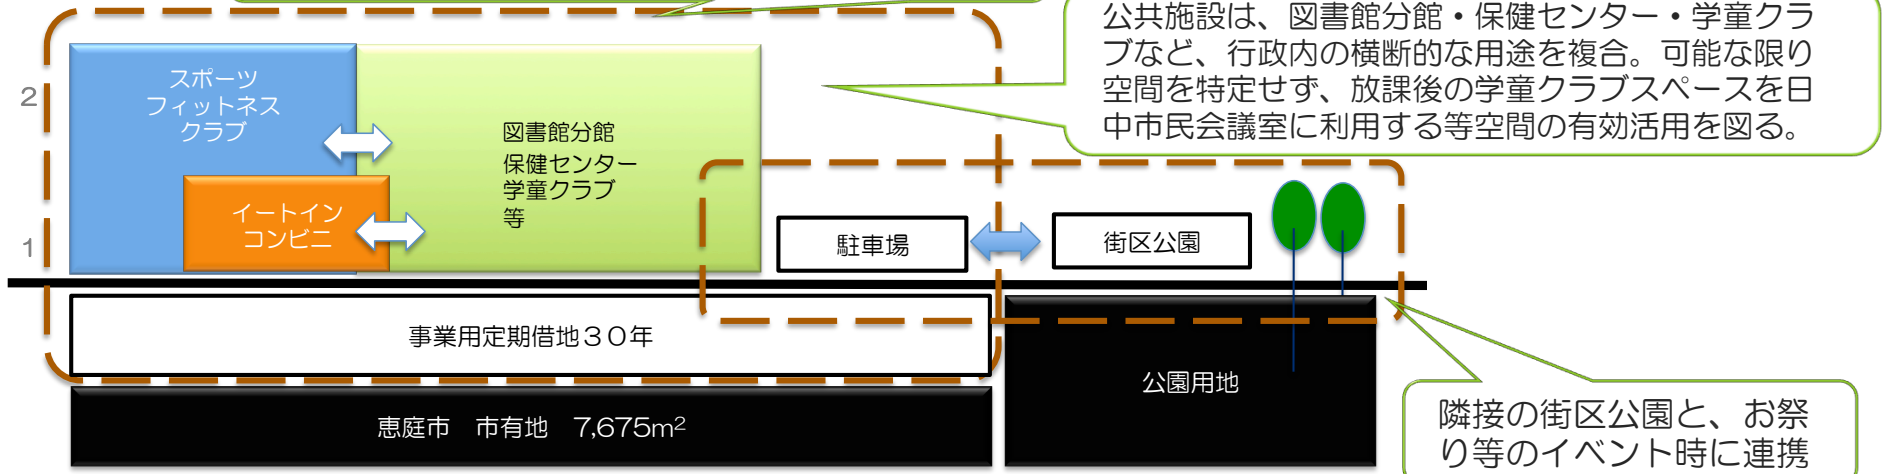 公共施設は、図書館分館・保健センター・学童クラ
ブなど、行政内の横断的な用途を複合。可能な限り
空間を特定せず、放課後の学童クラブスペースを日
中市民会議室に利用する等空間の有効活用を図る。
2
スポーツ
フィットネス
クラブ
図書館分館
保健センター
学童クラブ
等
イートイン
コンビニ
1
駐車場
街区公園
事業用定期借地30年
公園用地
恵庭市 市有地 7,675m²
隣接の街区公園と、お祭
り等のイベント時に連携